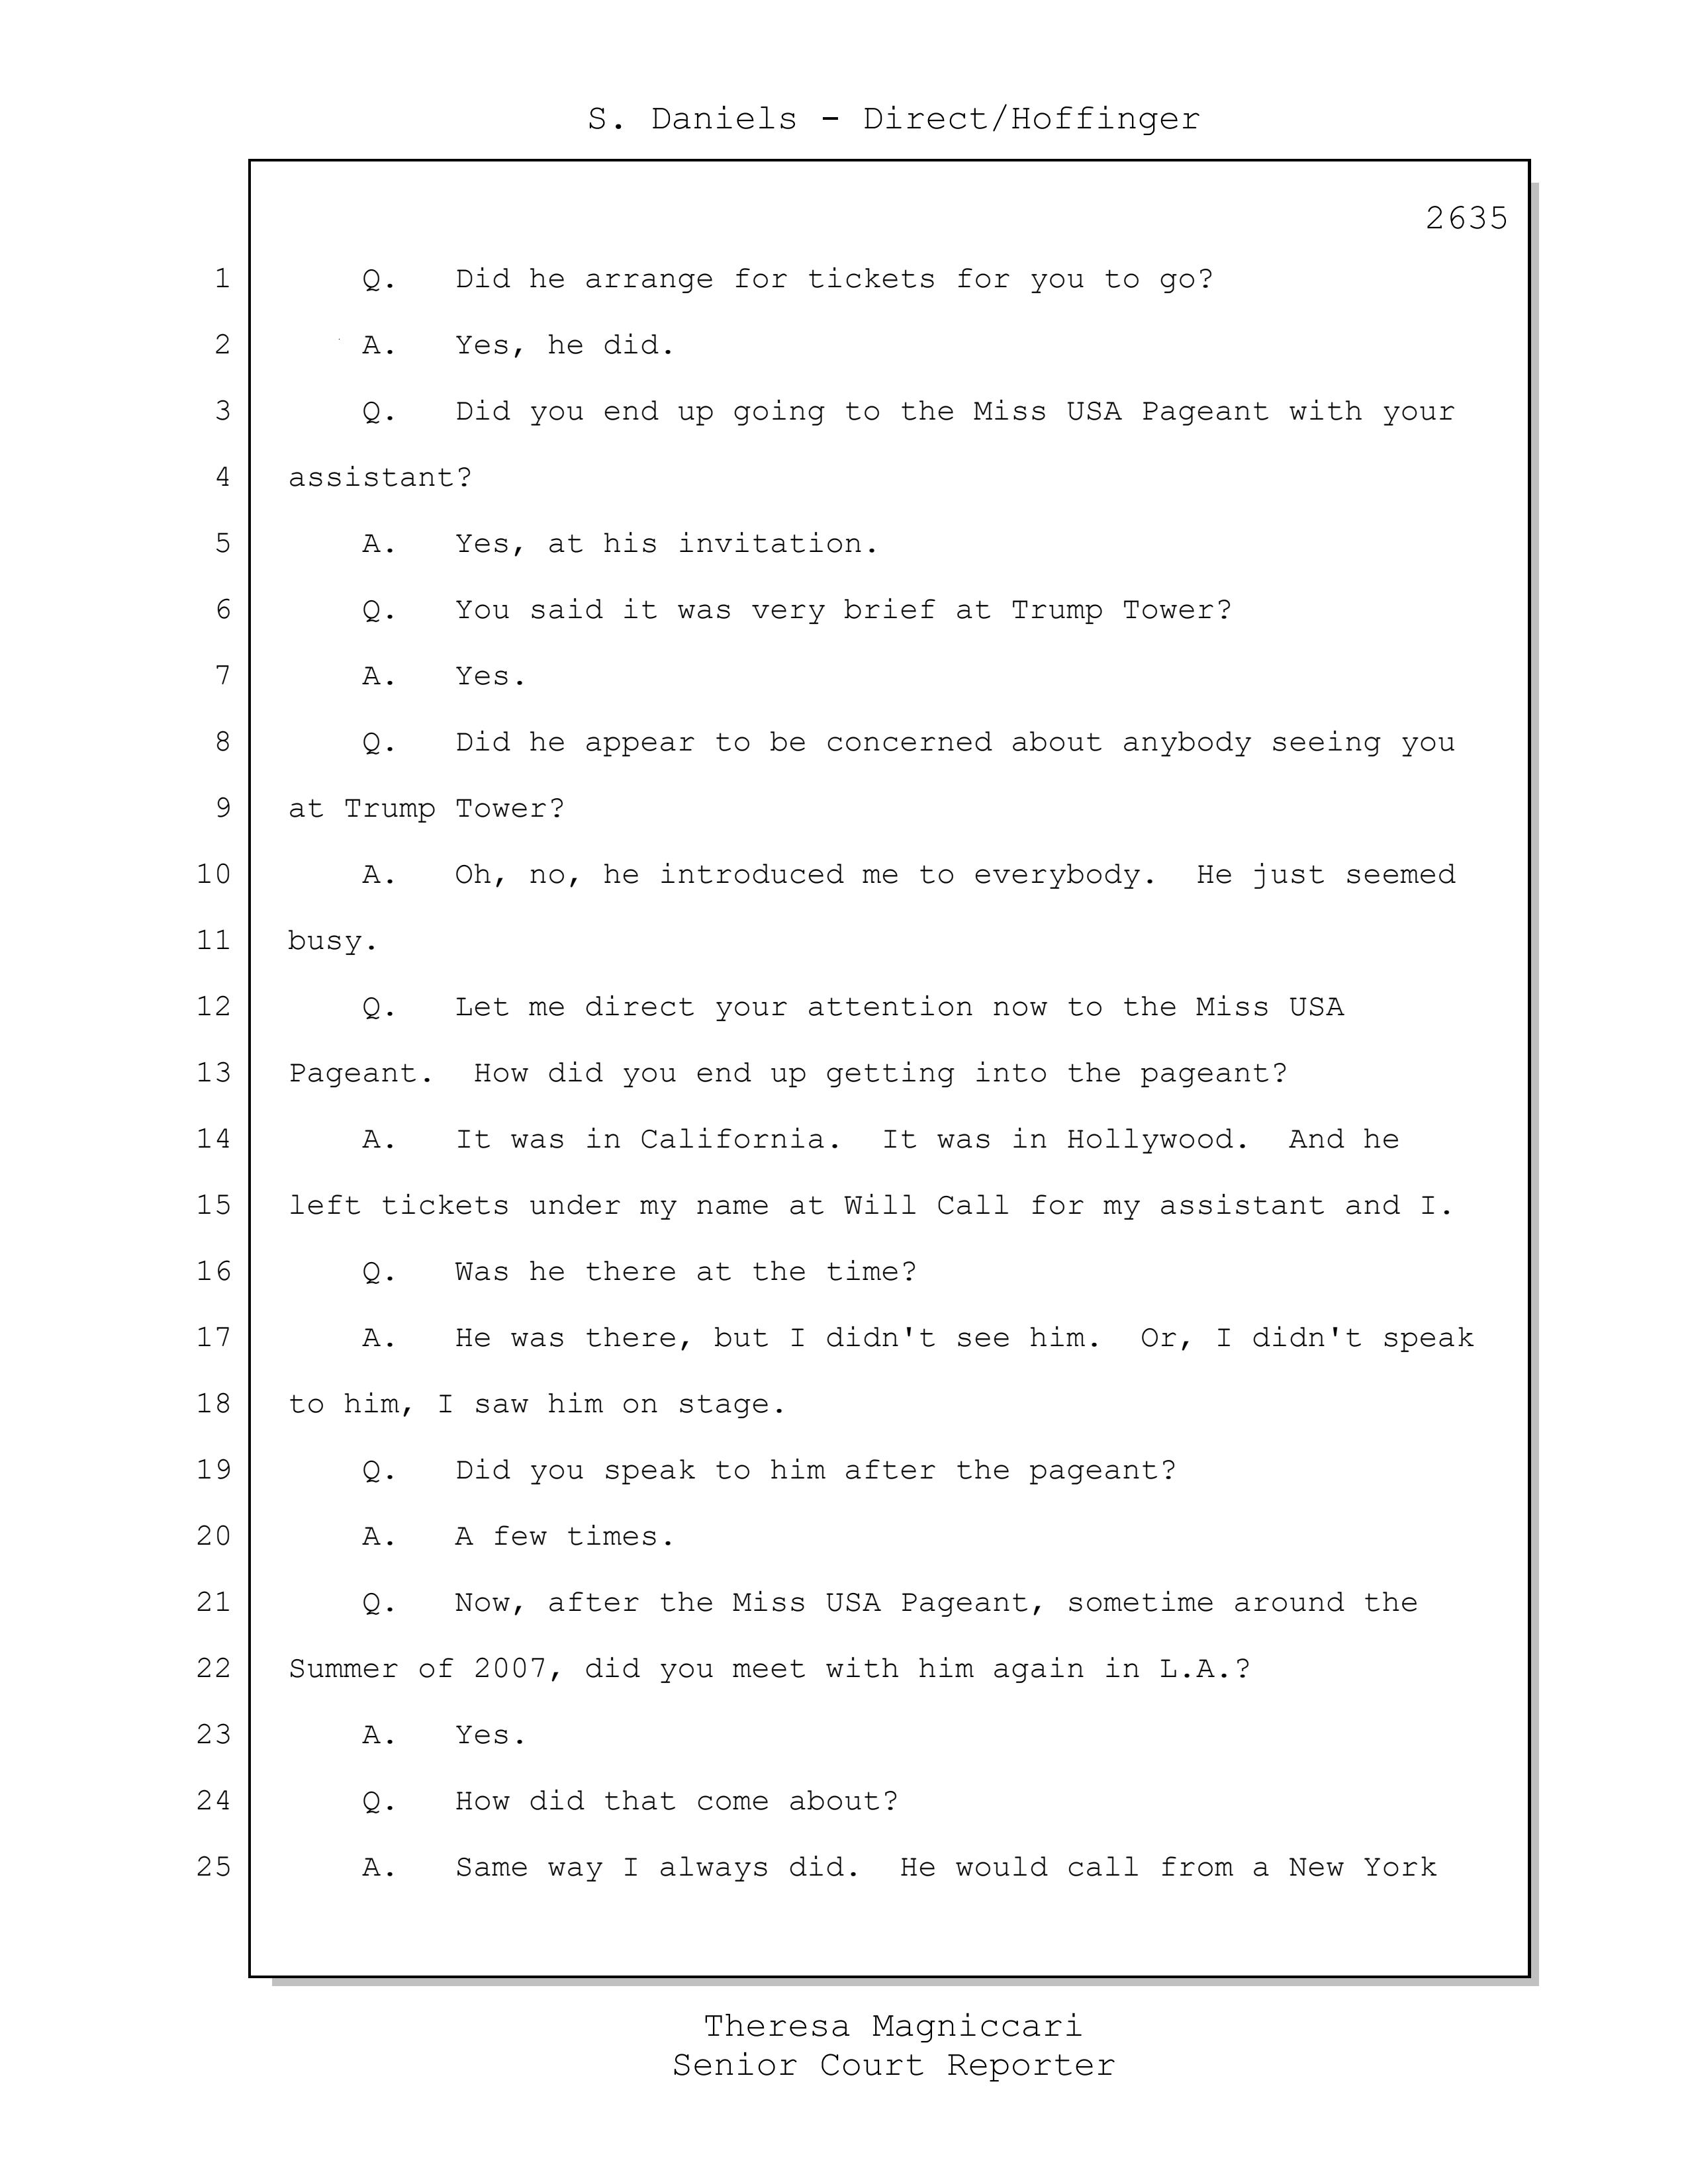 S. Daniels - Direct/Hoffinger
2635
1 Q. Did he arrange for tickets for you to go?
2 A. Yes, he did.
3 Q. Did you end up going to the Miss USA Pageant with your
4 assistant?
5 A. Yes, at his invitation.
6 Q. You said it was very brief at Trump Tower?
7 A. Yes.
8 Q. Did he appear to be concerned about anybody seeing you
9 at Trump Tower?
10 A. Oh, no, he introduced me to everybody. He just seemed
11 busy.
12 Q. Let me direct your attention now to the Miss USA
13 Pageant. How did you end up getting into the pageant?
14 A. It was in California. It was in Hollywood. And he
15 left tickets under my name at Will Call for my assistant and I.
16 Q. Was he there at the time?
17 A. He was there, but I didn't see him. Or, I didn't speak
18 to him, I saw him on stage.
19 Q. Did you speak to him after the pageant?
20 A. A few times.
21 Q. Now, after the Miss USA Pageant, sometime around the
22 Summer of 2007, did you meet with him again in L.A.?
23 A. Yes.
24 Q. How did that come about?
25 A. Same way I always did. He would call from a New York
Theresa Magniccari
Senior Court Reporter